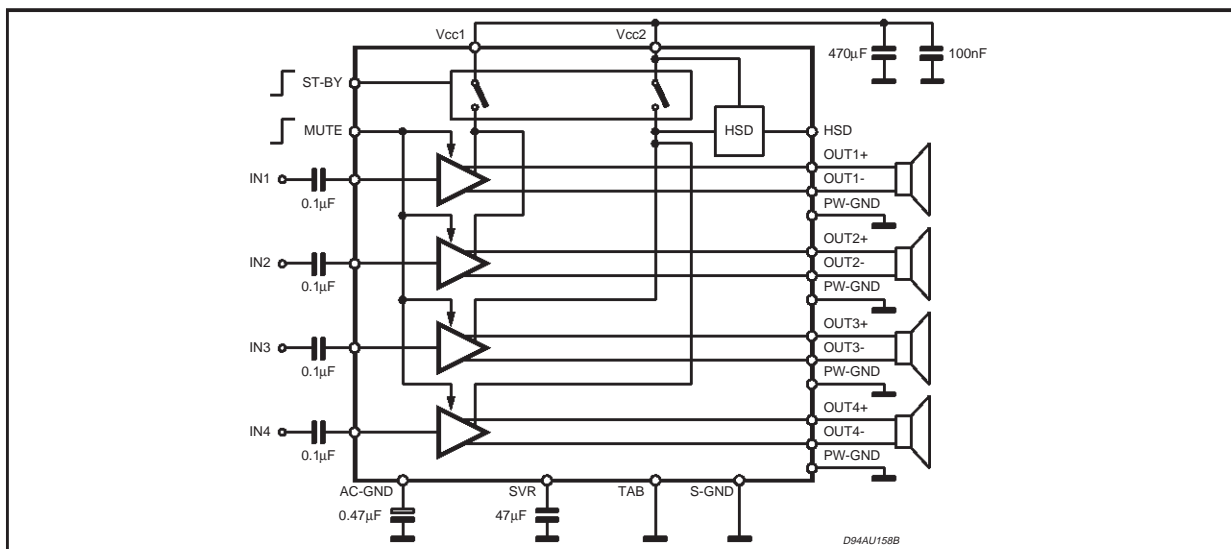 Vcc1
Vcc2
470μF
100nF
ST-BY
MUTE
HSD
HSD
OUT1+
OUT1-
PW-GND
IN1
0.1μF
OUT2+
OUT2-
PW-GND
IN2
0.1μF
OUT3+
OUT3-
PW-GND
IN3
0.1μF
OUT4+
OUT4-
PW-GND
IN4
0.1μF
AC-GND
SVR
TAB
S-GND
0.47μF
47μF
D94AU158B